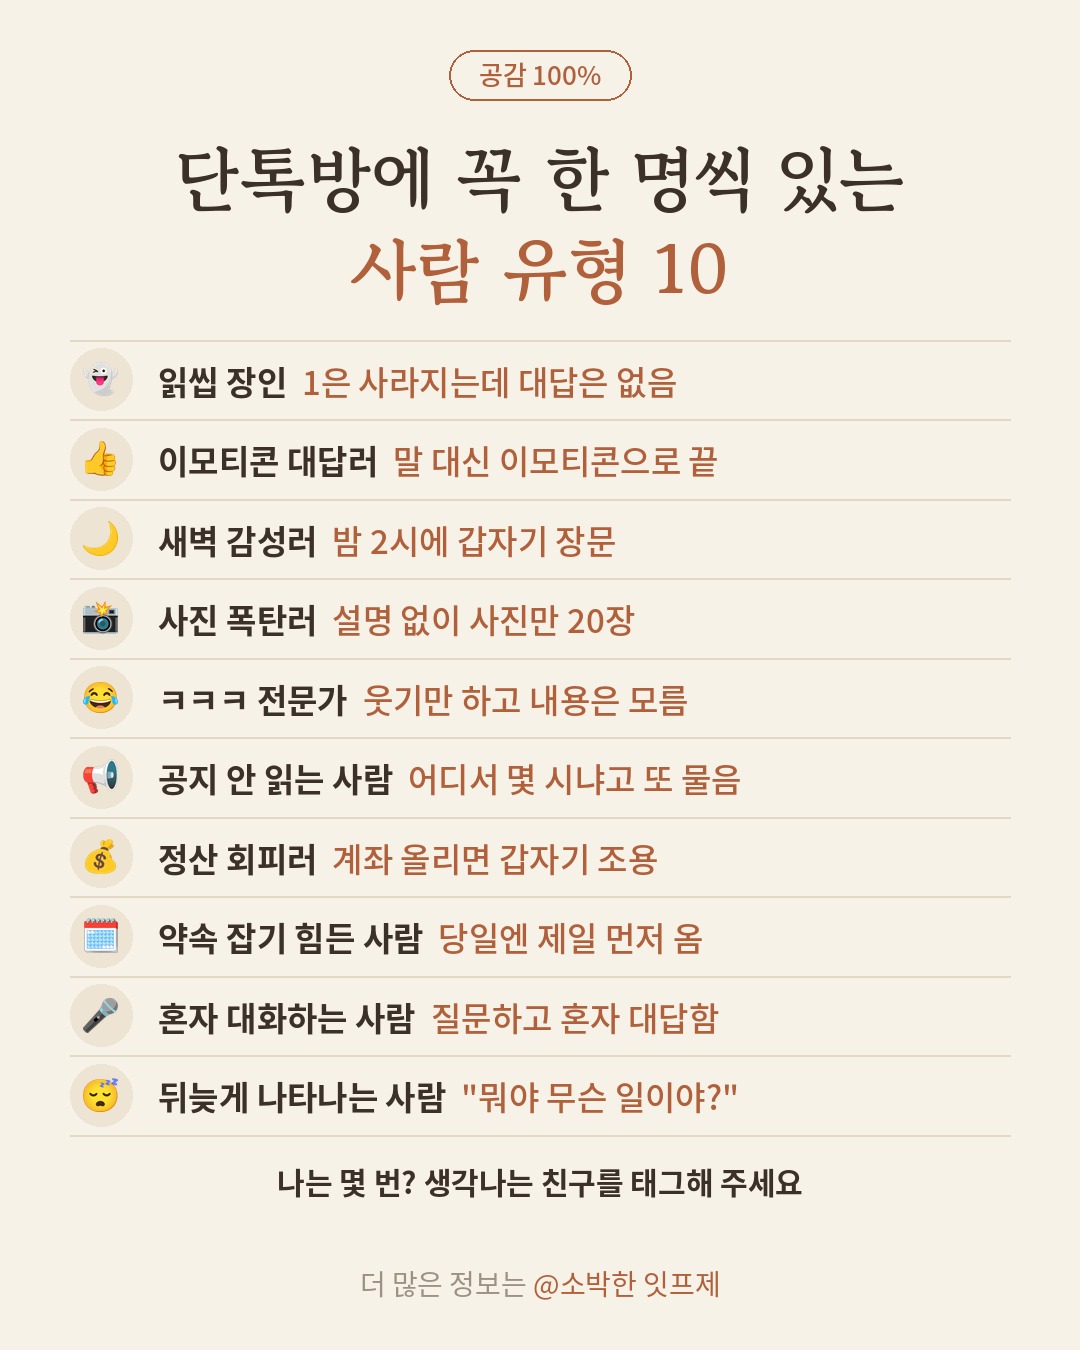 공감 100%
단톡방에 꼭 한 명씩 있는
사람 유형 10
읽씹 장인 1은 사라지는데 대답은 없음
이모티콘 대답러 말 대신 이모티콘으로 끝
새벽 감성러 밤 2시에 갑자기 장문
사진 폭탄러 설명 없이 사진만 20장
ㅋㅋㅋ 전문가 웃기만 하고 내용은 모름
공지 안 읽는 사람 어디서 몇 시냐고 또 물음
정산 회피러 계좌 올리면 갑자기 조용
약속 잡기 힘든 사람 당일엔 제일 먼저 옴
혼자 대화하는 사람 질문하고 혼자 대답함
뒤늦게 나타나는 사람 "뭐야 무슨 일이야?"
나는 몇 번? 생각나는 친구를 태그해 주세요
더 많은 정보는 @소박한 잇프제